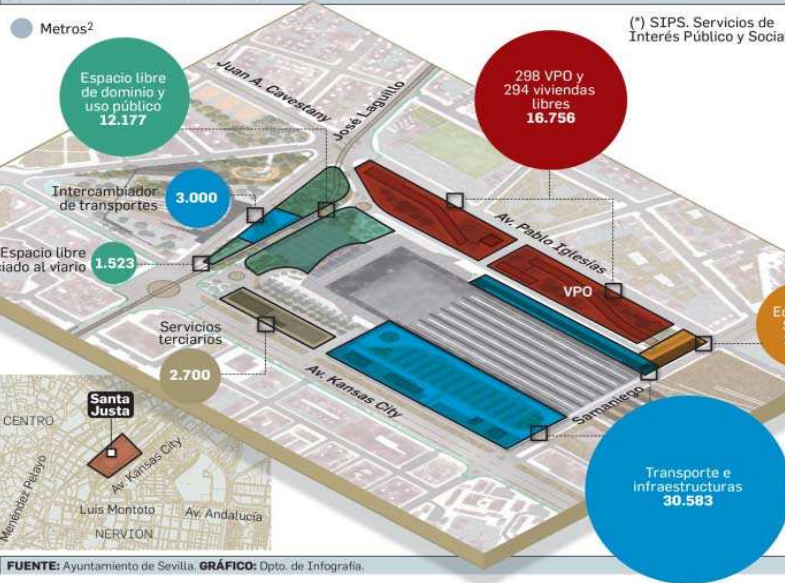 Metros²
(*) SIPS. Servicios de
Interés Público y Social
Espacio libre
de dominio y
uso público
12.177
Juan A. Cavestany
José Laguillo
298 VPO y
294 viviendas
libres
16.756
Intercambiador
de transportes
3.000
Espacio libre
al viario
1.523
Av. Pablo Iglesias
VPO
Servicios
terciarios
2.700
Av. Kansas City
Samaniego
Transporte e
infraestructuras
30.583
Santa
Justa
CENTRO
Av. Kansas City
Menéndez Pelayo
Luis Montoto
Av. Andalucía
NERVIÓN
FUENTE: Ayuntamiento de Sevilla. GRÁFICO: Dpto. de Infografía.